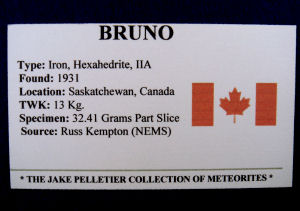 BRUNO
Type: Iron, Hexahedrite, IIA
Found: 1931
Location: Saskatchewan, Canada
TWK: 13 Kg.
Specimen: 32.41 Grams Part Slice
Source: Russ Kempton (NEMS)
* THE JAKE PELLETIER COLLECTION OF METEORITES *